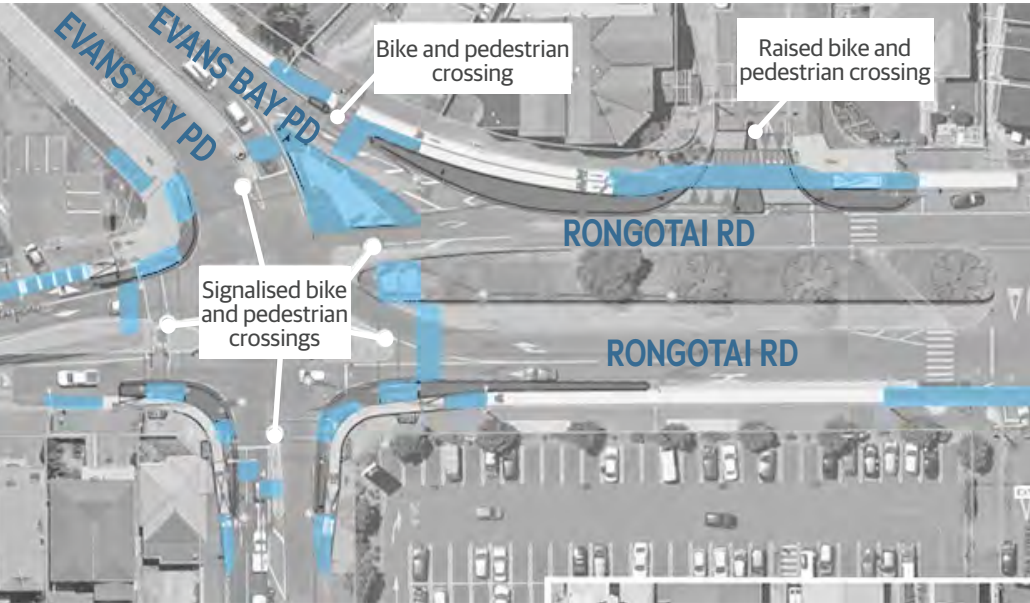 EVANS BAY PD
EVANS BAY PD
Bike and pedestrian
crossing
Raised bike and
pedestrian crossing
RONGOTAI RD
Signalised bike
and pedestrian
crossings
RONGOTAI RD